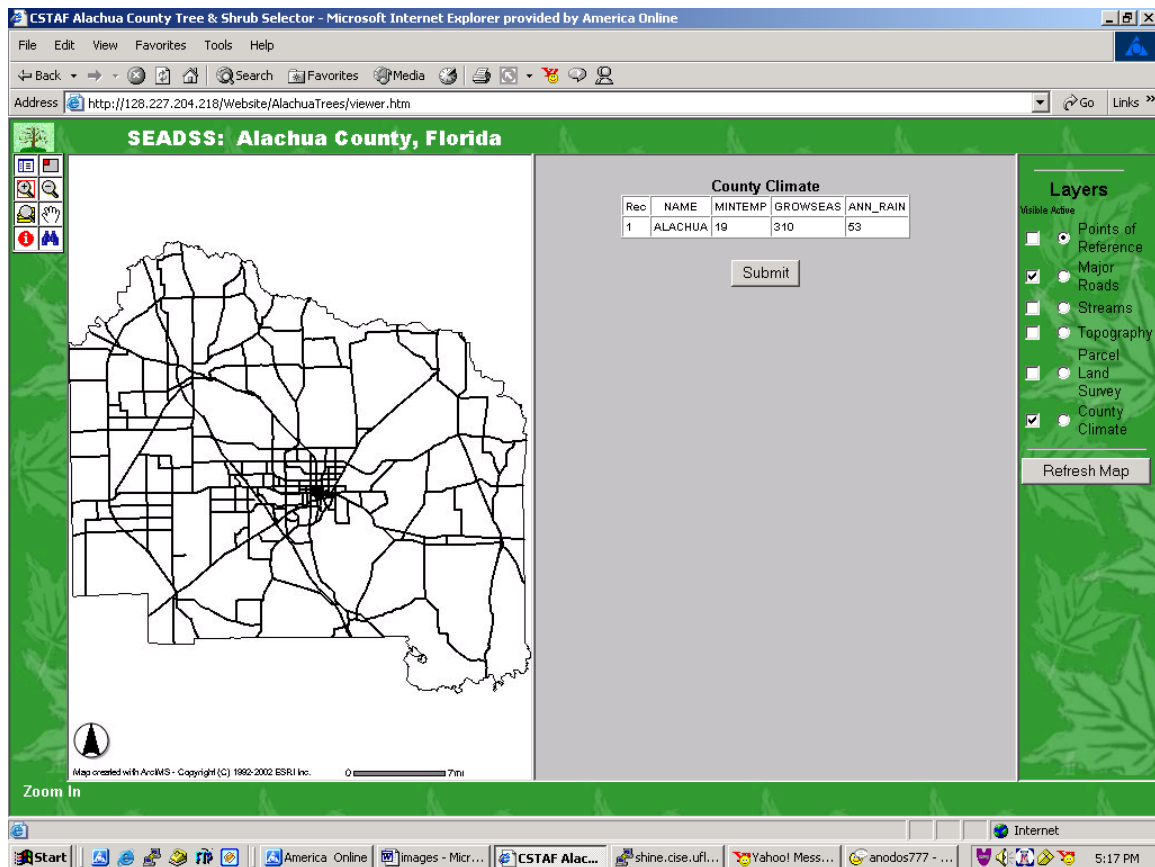 CSTAF Alachua County Tree & Shrub Selector - Microsoft Internet Explorer provided by America Online
File Edit View Favorites Tools Help
Back Search Favorites Media
Address http://128.227.204.218/Website/AlachuaTrees/viewer.htm Go Links »
SEADSS: Alachua County, Florida
County Climate
Rec NAME MINTEMP GROWSEAS ANN_RAIN
1 ALACHUA 19 310 53
Submit
Layers
Visible Active
Points of
Reference
Major
Roads
Streams
Topography
Parcel
Land
Survey
County
Climate
Refresh Map
Map created with ArcIMS - Copyright (C) 1992-2002 ESRI Inc. 0 7mi
Zoom In
Internet
Start America Online images - Micr... CSTAF Alac... shine.cise.ufl... Yahoo! Mess... anodos777 - ... 5:17 PM